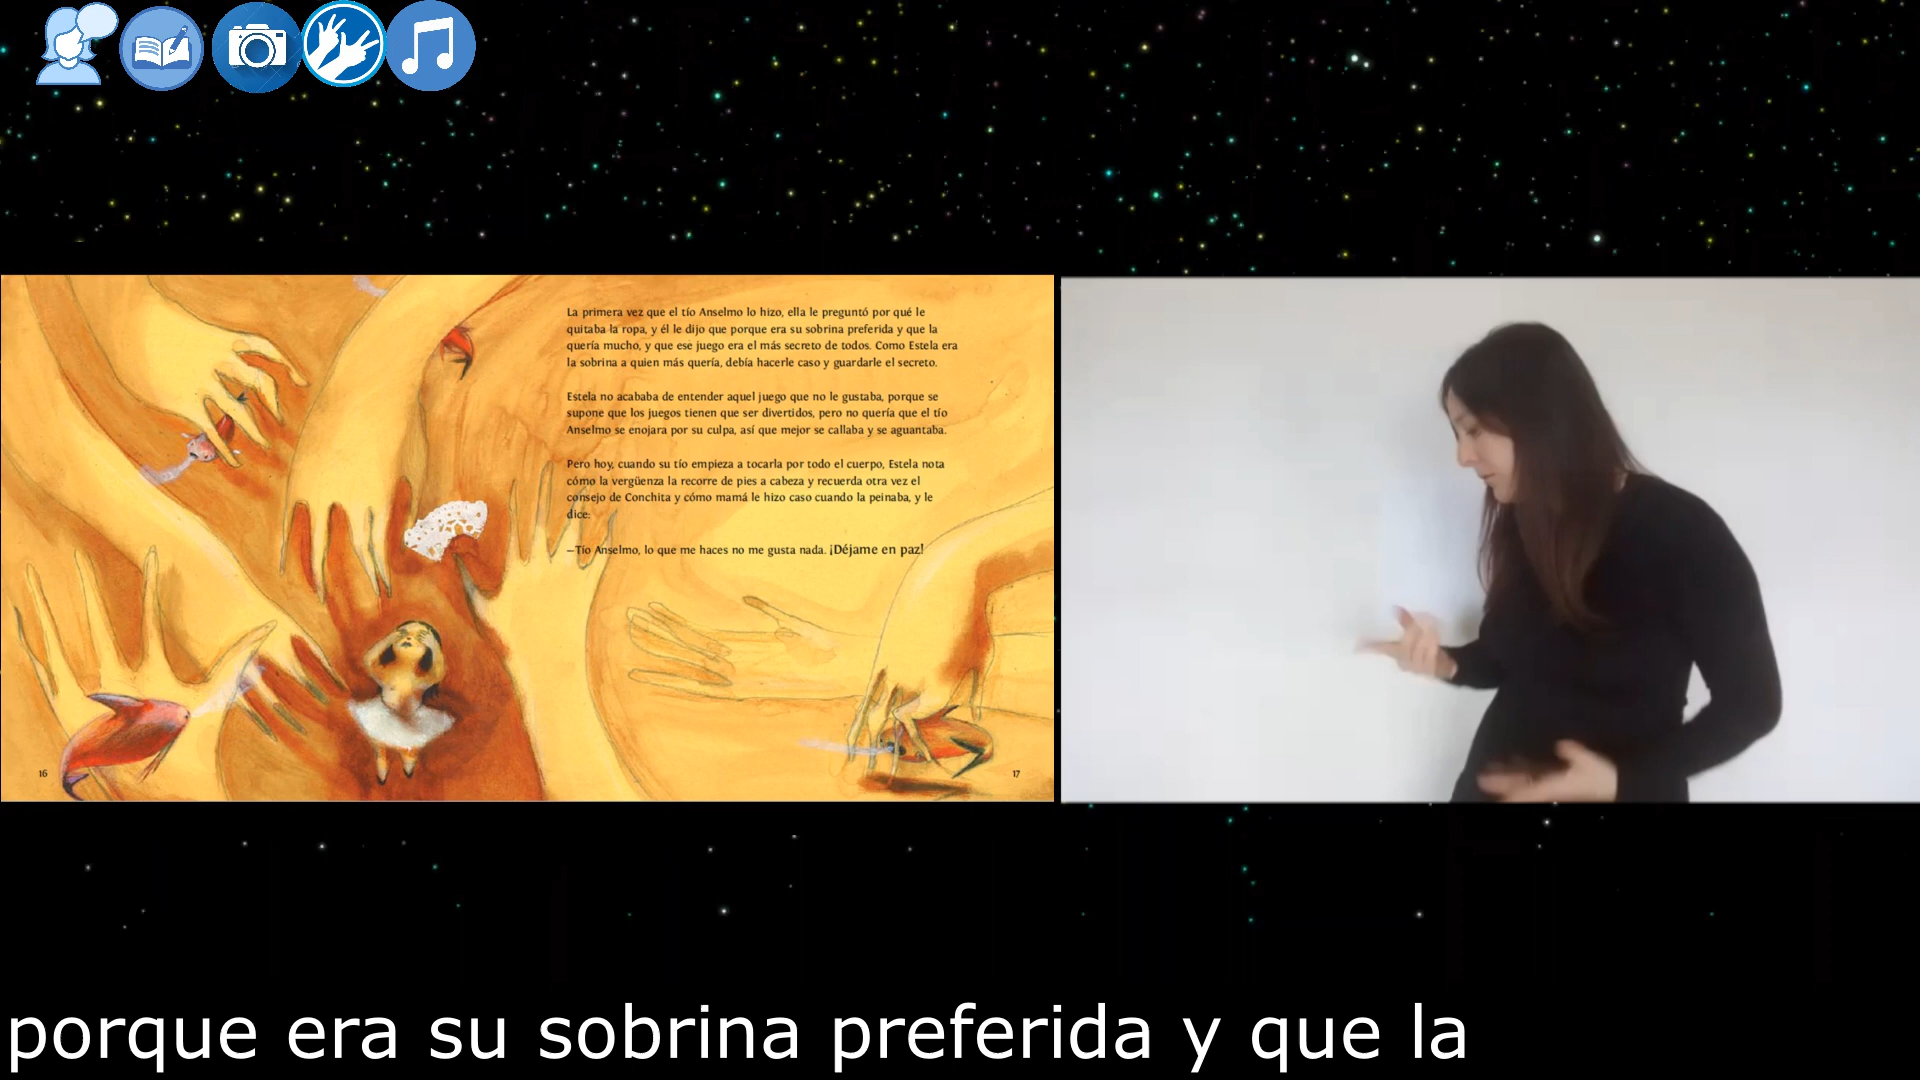 La primera vez que el tío Anselmo lo hizo, ella le preguntó por qué le
quitaba la ropa, y él le dijo que porque era su sobrina preferida y que la
quería mucho, y que ese juego era el más secreto de todos. Como Estela era
la sobrina a quien más quería, debía hacerle caso y guardarle el secreto.
Estela no acababa de entender aquel juego que no le gustaba, porque se
supone que los juegos tienen que ser divertidos, pero no quería que el tío
Anselmo se enojara por su culpa, así que mejor se callaba y se aguantaba.
Pero hoy, cuando su tío empieza a tocarla por todo el cuerpo, Estela nota
cómo la vergüenza la recorre de pies a cabeza y recuerda otra vez el
consejo de Conchita y cómo mamá le hizo caso cuando la peinaba, y le
dice:
—Tío Anselmo, lo que me haces no me gusta nada. ¡Déjame en paz!
16
17
porque era su sobrina preferida y que la